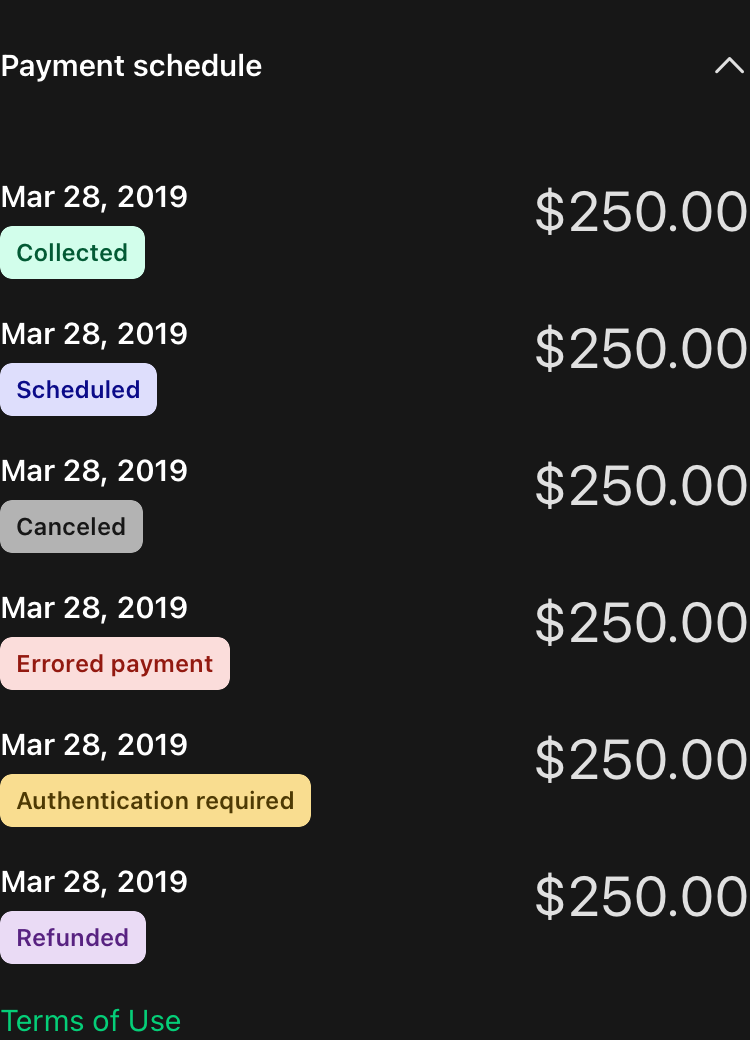 Payment schedule
Mar 28, 2019
$250.00
Collected
Mar 28, 2019
$250.00
Scheduled
Mar 28, 2019
$250.00
Canceled
Mar 28, 2019
$250.00
Errored payment
Mar 28, 2019
$250.00
Authentication required
Mar 28, 2019
$250.00
Refunded
Terms of Use